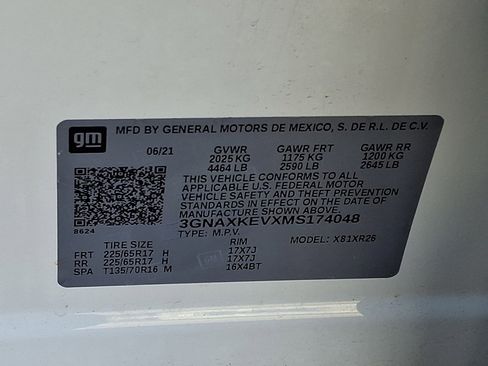 gm
MFD BY GENERAL MOTORS DE MEXICO, S. DE R.L. DE C.V.
06/21 GVWR GAWR FRT GAWR RR
2025 KG 1175 KG 1200 KG
4464 LB 2590 LB 2645 LB
THIS VEHICLE CONFORMS TO ALL
APPLICABLE U.S. FEDERAL MOTOR
VEHICLE SAFETY AND THEFT PREVENTION
STANDARDS IN EFFECT ON THE DATE OF
MANUFACTURE SHOWN ABOVE.
3GNAXKEVXMS174048
8624
TYPE: M.P.V. MODEL: X81XR26
TIRE SIZE RIM
FRT 225/65R17 H 17X7J
RR 225/65R17 H gm 17X7J
SPA T135/70R16 M 16X4BT